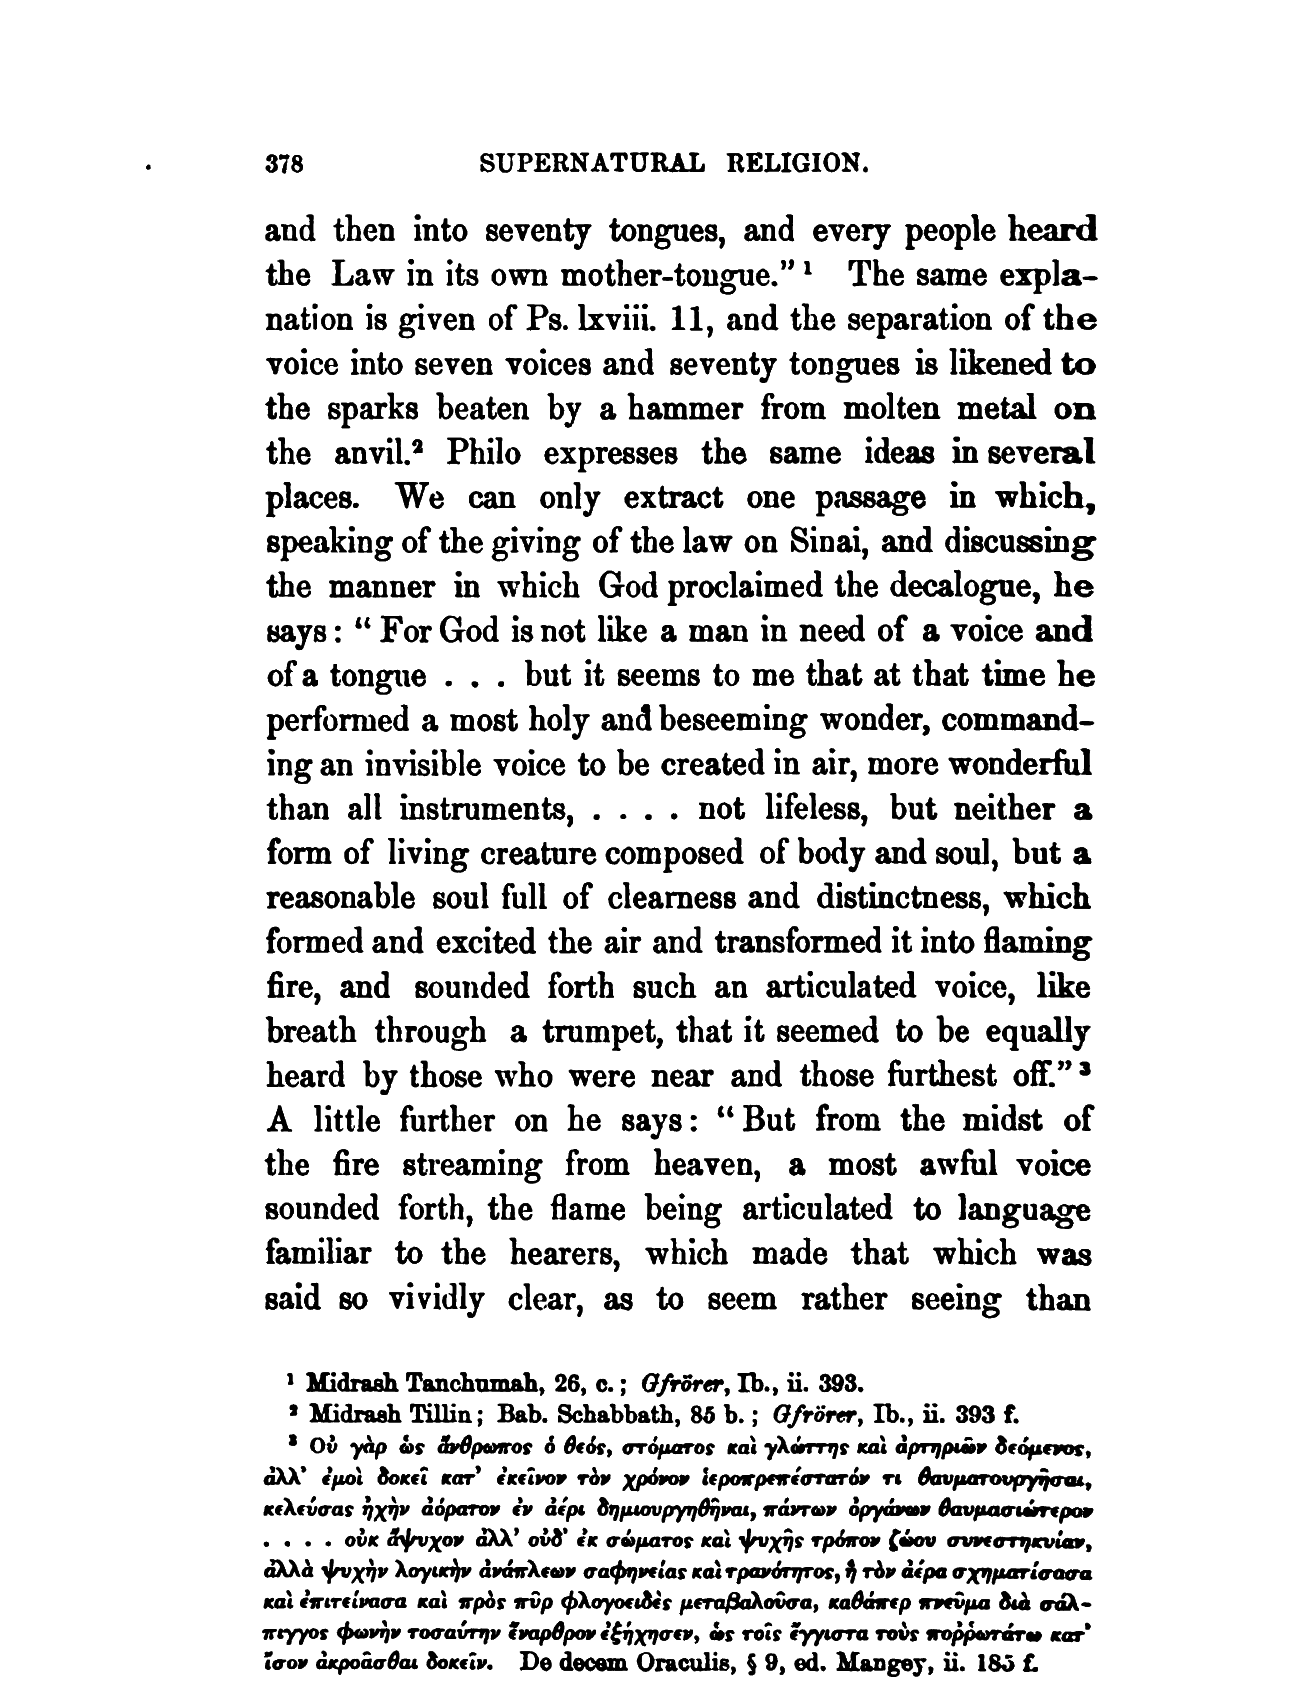 378 SUPERNATURAL RELIGION.
and then into seventy tongues, and every people heard
the Law in its own mother-tongue.” ¹ The same expla-
nation is given of Ps. lxviii. 11, and the separation of the
voice into seven voices and seventy tongues is likened to
the sparks beaten by a hammer from molten metal on
the anvil.² Philo expresses the same ideas in several
places. We can only extract one passage in which,
speaking of the giving of the law on Sinai, and discussing
the manner in which God proclaimed the decalogue, he
says: “For God is not like a man in need of a voice and
of a tongue . . . but it seems to me that at that time he
performed a most holy and beseeming wonder, command-
ing an invisible voice to be created in air, more wonderful
than all instruments, . . . . not lifeless, but neither a
form of living creature composed of body and soul, but a
reasonable soul full of clearness and distinctness, which
formed and excited the air and transformed it into flaming
fire, and sounded forth such an articulated voice, like
breath through a trumpet, that it seemed to be equally
heard by those who were near and those furthest off.” ³
A little further on he says: “But from the midst of
the fire streaming from heaven, a most awful voice
sounded forth, the flame being articulated to language
familiar to the hearers, which made that which was
said so vividly clear, as to seem rather seeing than
¹ Midrash Tanchumah, 26, c.; Gfrörer, Ib., ii. 393.
² Midrash Tillin; Bab. Schabbath, 85 b.; Gfrörer, Ib., ii. 393 f.
³ Οὐ γὰρ ὡς ἄνθρωπος ὁ θεός, στόματος καὶ γλώττης καὶ ἀρτηριῶν δεόμενος,
ἀλλ’ ἐμοὶ δοκεῖ κατ’ ἐκεῖνον τὸν χρόνον ἱεροπρεπέστατόν τι θαυματουργῆσαι,
κελεύσας ἠχὴν ἀόρατον ἐν ἀέρι δημιουργηθῆναι, πάντων ὀργάνων θαυμασιώτερον
. . . . οὐκ ἄψυχον ἀλλ’ οὐδ’ ἐκ σώματος καὶ ψυχῆς τρόπον ζώου συνεστηκυίαν,
ἀλλὰ ψυχὴν λογικὴν ἀνάπλεων σαφηνείας καὶ τρανότητος, ἣ τὸν ἀέρα σχηματίσασα
καὶ ἐπιτείνασα καὶ πρὸς πῦρ φλογοειδὲς μεταβαλοῦσα, καθάπερ πνεῦμα διὰ σάλ-
πιγγος φωνὴν τοσαύτην ἔναρθρον ἐξήχησεν, ὡς τοῖς ἔγγιστα τοὺς ποῤῥωτάτω κατ’
ἴσον ἀκροᾶσθαι δοκεῖν. De decem Oraculis, § 9, ed. Mangey, ii. 185 f.